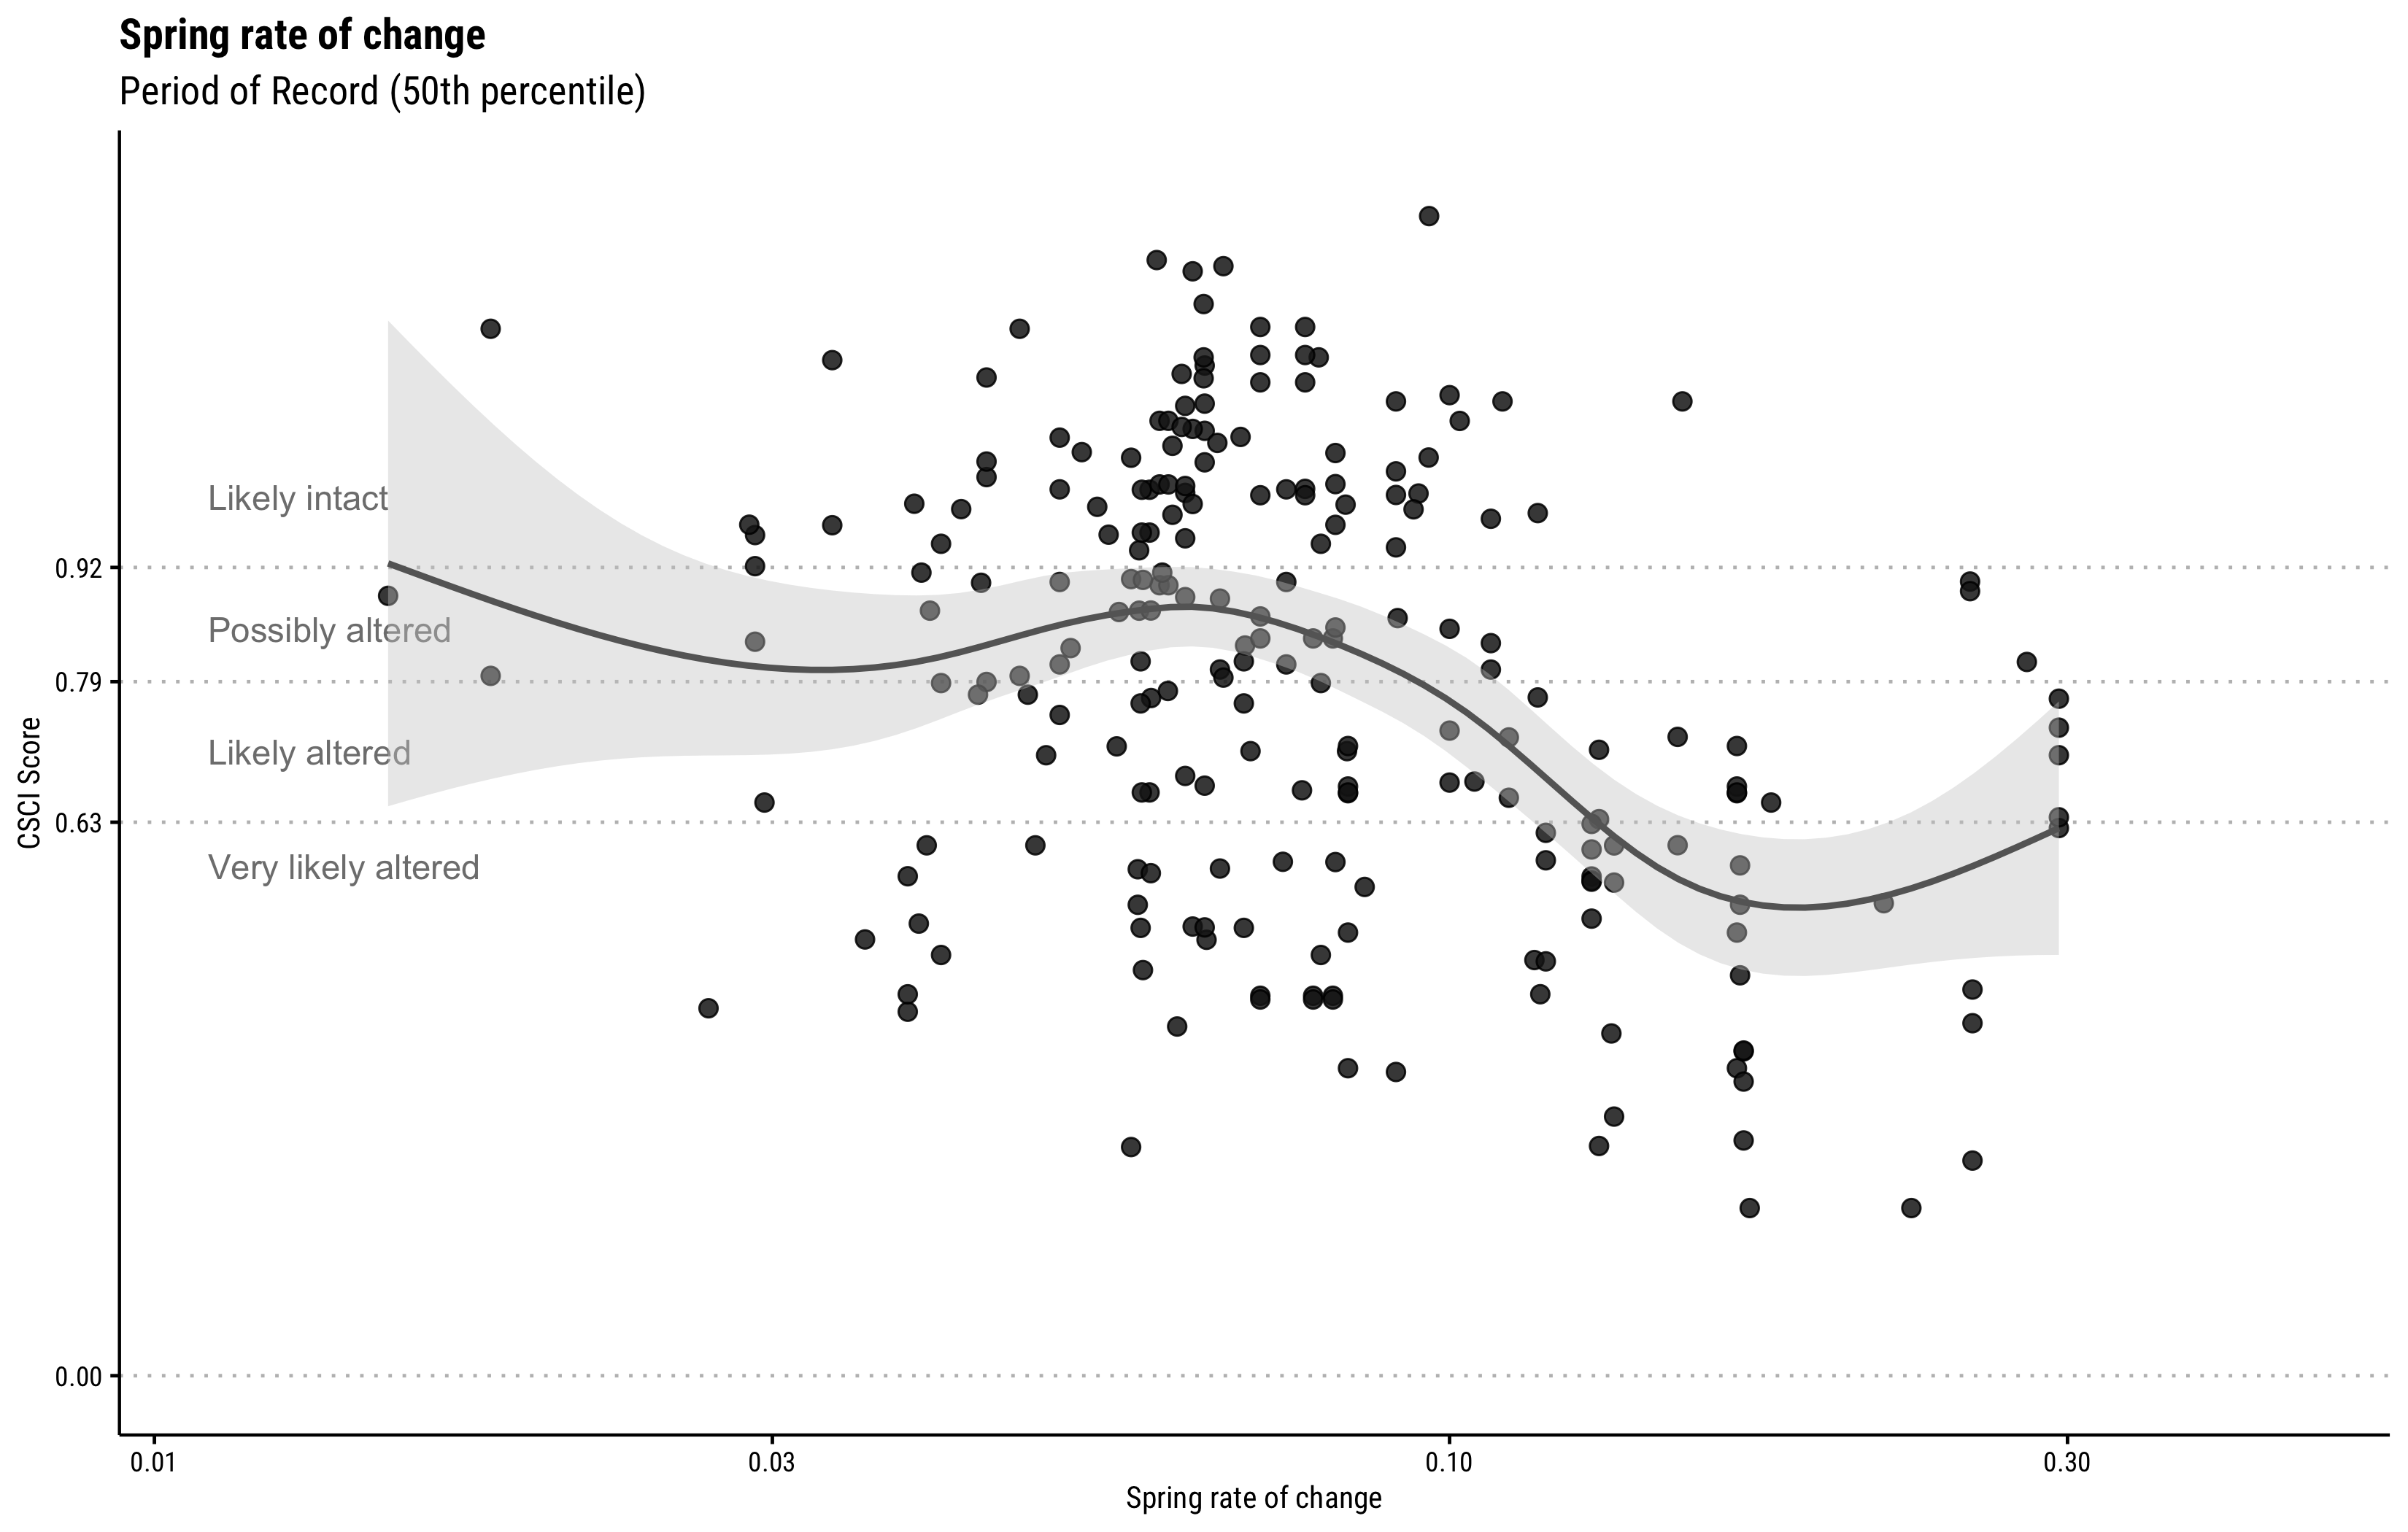 Spring rate of change
Period of Record (50th percentile)
Likely intact
0.92
Possibly altered
0.79
Likely altered
CSCI Score
0.63
Very likely altered
0.00
0.01 0.03 0.10 0.30
Spring rate of change